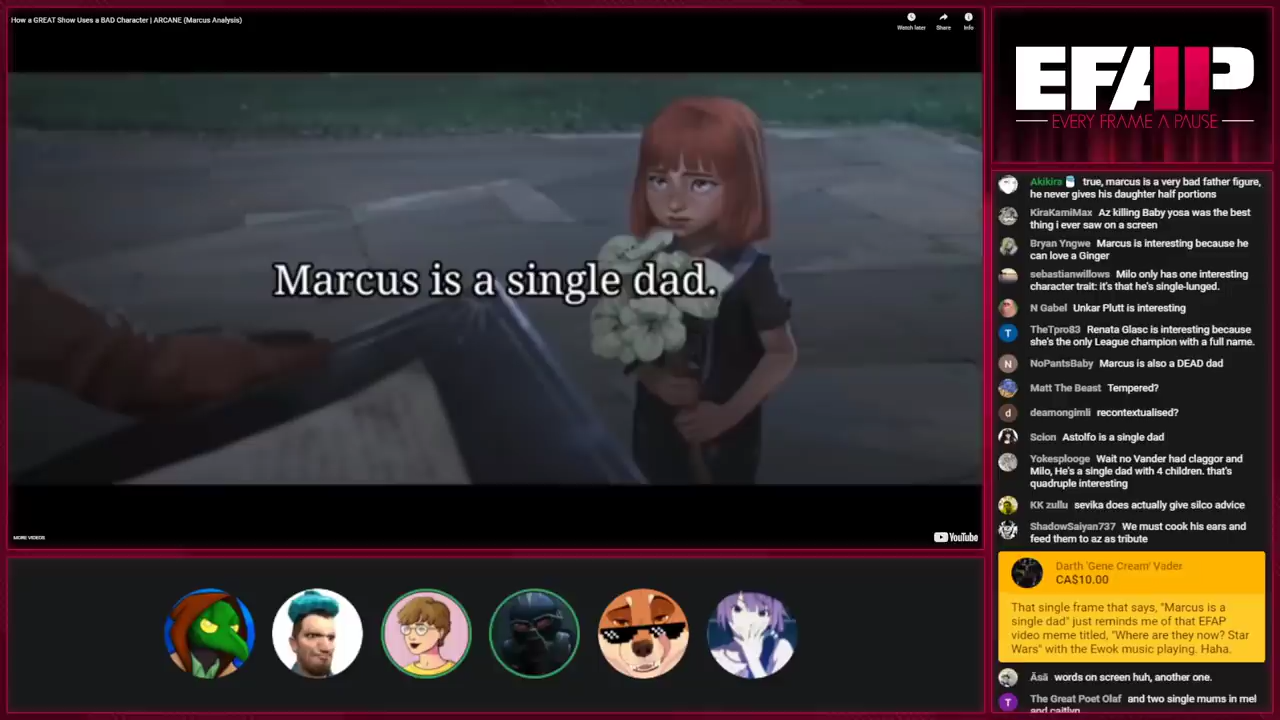 How a GREAT Show Uses a BAD Character | ARCANE (Marcus Analysis)
Watch later
Share
Info
Marcus is a single dad.
MORE VIDEOS
YouTube
EFAP
EVERY FRAME A PAUSE
Akikira true, marcus is a very bad father figure,
he never gives his daughter half portions
KiraKamiMax Az killing Baby yosa was the best
thing i ever saw on a screen
Bryan Yngwe Marcus is interesting because he
can love a Ginger
sebastianwillows Milo only has one interesting
character trait: it's that he's single-lunged.
N Gabel Unkar Plutt is interesting
T
TheTpro83 Renata Glasc is interesting because
she's the only League champion with a full name.
N
NoPantsBaby Marcus is also a DEAD dad
Matt The Beast Tempered?
d
deamongimli recontextualised?
Scion Astolfo is a single dad
Yokesplooge Wait no Vander had claggor and
Milo, He's a single dad with 4 children. that's
quadruple interesting
KK zullu sevika does actually give silco advice
ShadowSaiyan737 We must cook his ears and
feed them to az as tribute
Darth 'Gene Cream' Vader
CA$10.00
That single frame that says, "Marcus is a
single dad" just reminds me of that EFAP
video meme titled, "Where are they now? Star
Wars" with the Ewok music playing. Haha.
Āsā words on screen huh, another one.
T
The Great Poet Olaf and two single mums in mel
and caitlyn